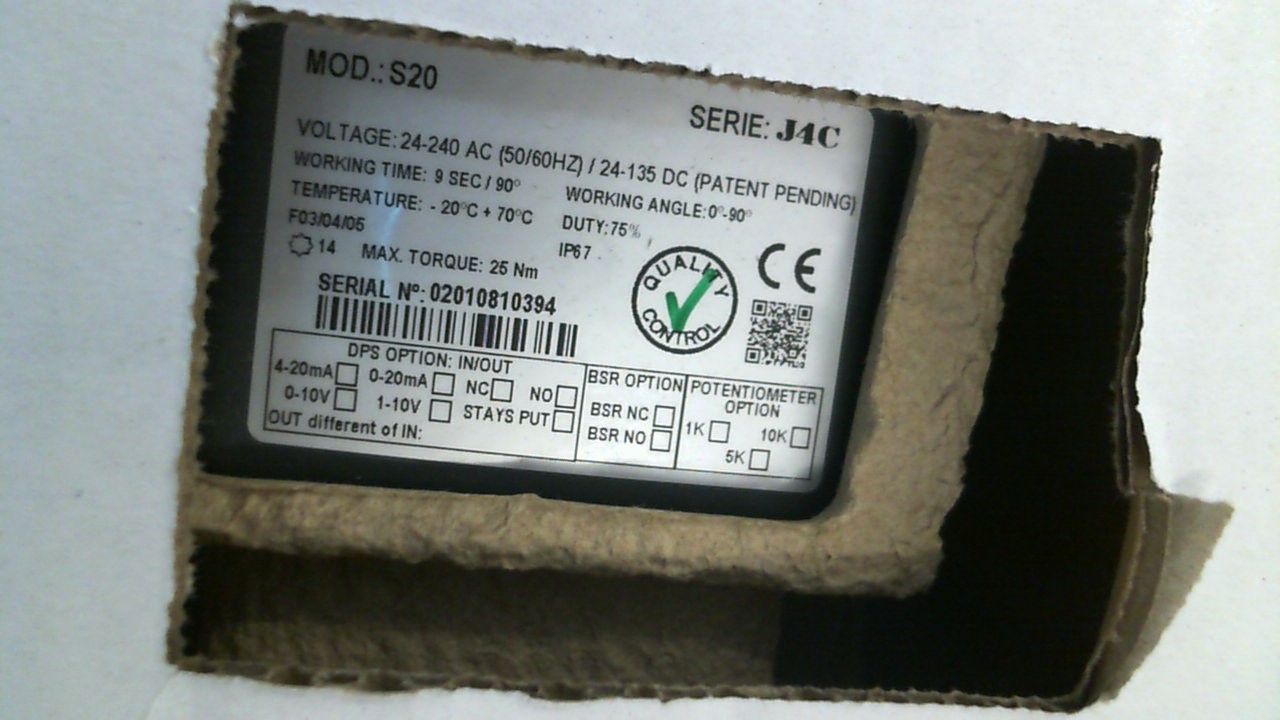 MOD.: S20
SERIE: J4C
VOLTAGE: 24-240 AC (50/60HZ) / 24-135 DC (PATENT PENDING)
WORKING TIME: 9 SEC / 90°
WORKING ANGLE: 0°-90°
TEMPERATURE: - 20°C + 70°C
DUTY: 75%
F03/04/05
IP67
14
MAX. TORQUE: 25 Nm
SERIAL Nº: 02010810394
QUALITY CONTROL
CE
DPS OPTION: IN/OUT
4-20mA 0-20mA NC NO
0-10V 1-10V STAYS PUT
OUT different of IN:
BSR OPTION
BSR NC
BSR NO
POTENTIOMETER
OPTION
1K 10K
5K